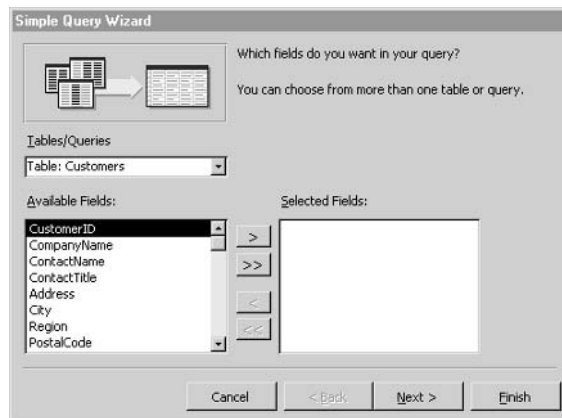 Simple Query Wizard
Which fields do you want in your query?
You can choose from more than one table or query.
Tables/Queries
Table: Customers
Available Fields:
Selected Fields:
CustomerID
CompanyName
ContactName
ContactTitle
Address
City
Region
PostalCode
>
>>
<
<<
Cancel
< Back
Next >
Finish